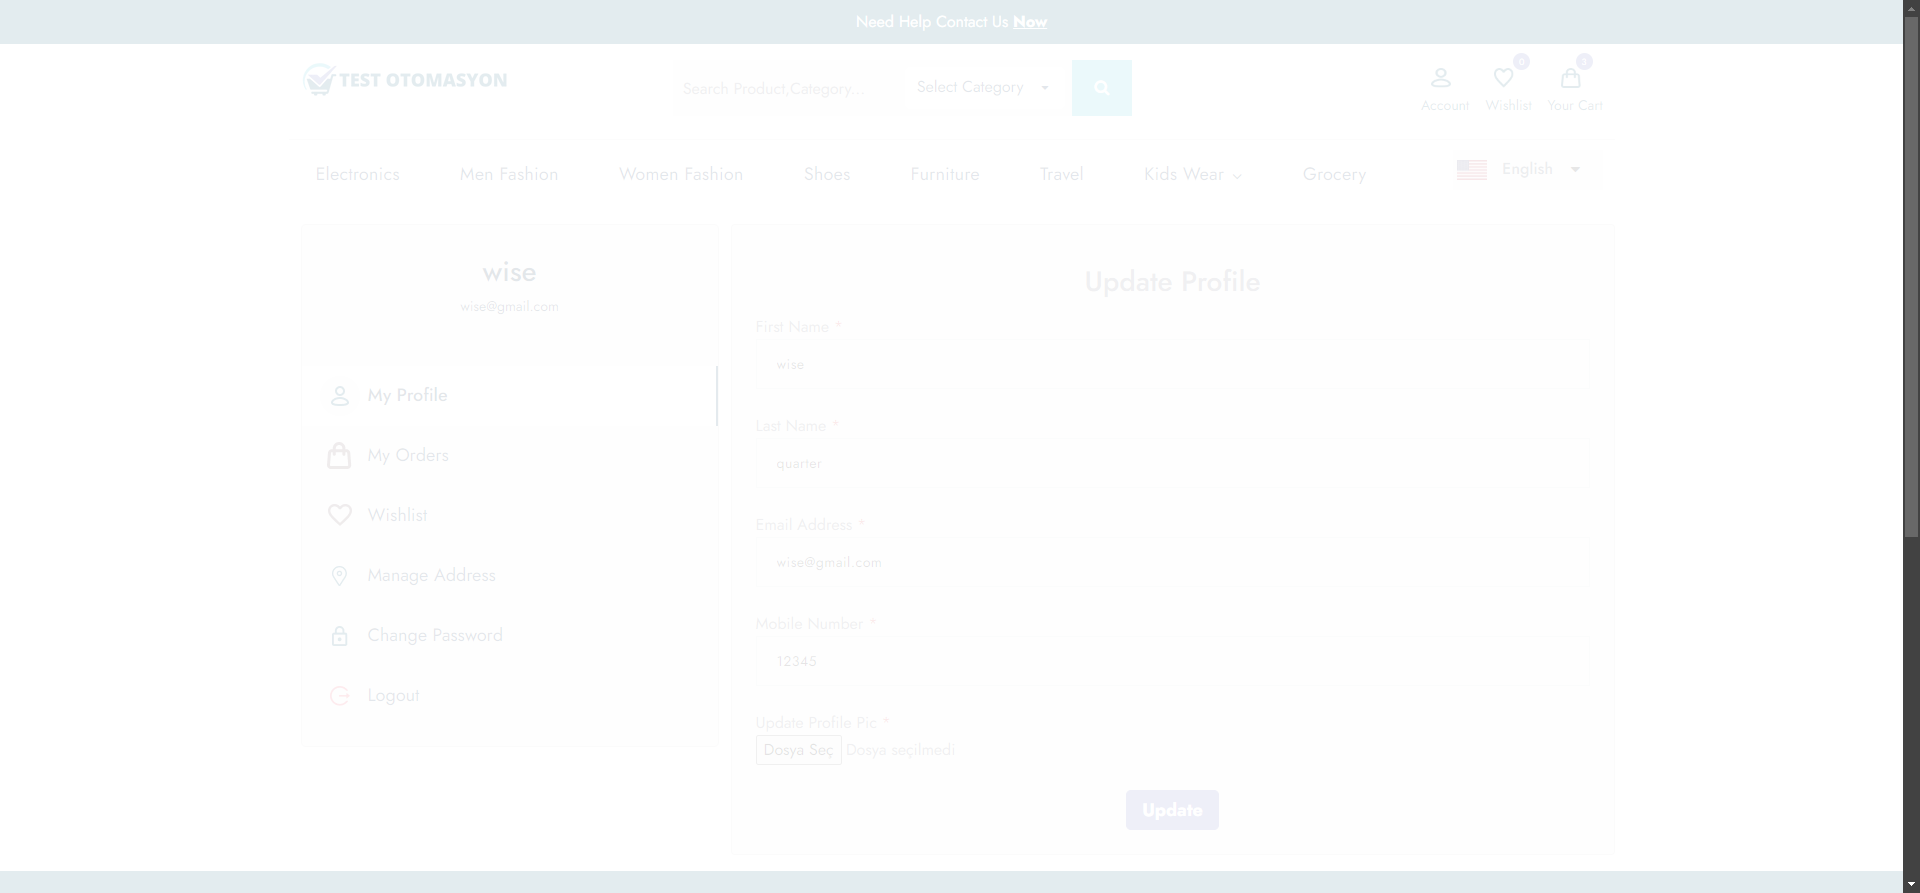 Need Help Contact Us Now
TEST OTOMASYON
Search Product,Category...
Select Category
0
Account
Wishlist
Your Cart
Electronics
Men Fashion
Women Fashion
Shoes
Furniture
Travel
Kids Wear
Grocery
English
wise
wise@gmail.com
My Profile
My Orders
Wishlist
Manage Address
Change Password
Logout
Update Profile
First Name *
wise
Last Name *
quarter
Email Address *
wise@gmail.com
Mobile Number *
12345
Update Profile Pic *
Dosya Seç Dosya seçilmedi
Update